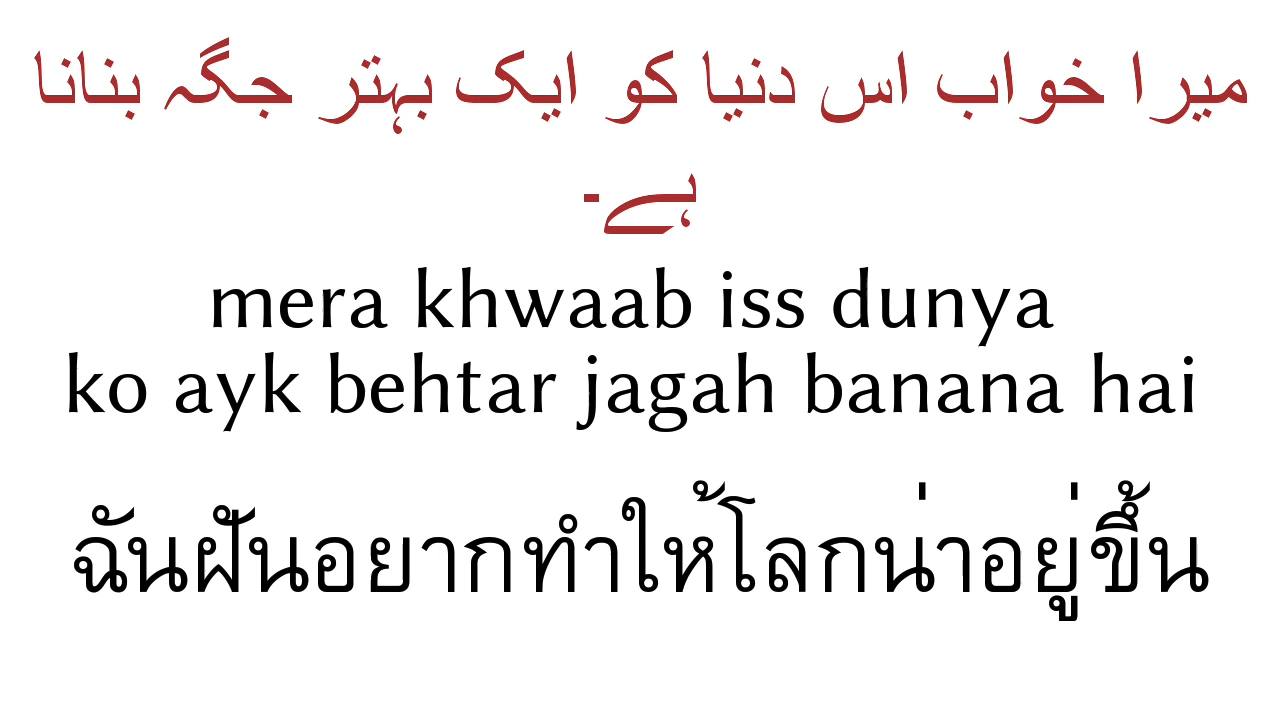 میرا خواب اس دنیا کو ایک بہتر جگہ بنانا
ہے۔
mera khwaab iss dunya
ko ayk behtar jagah banana hai
ฉันฝันอยากทำให้โลกน่าอยู่ขึ้น